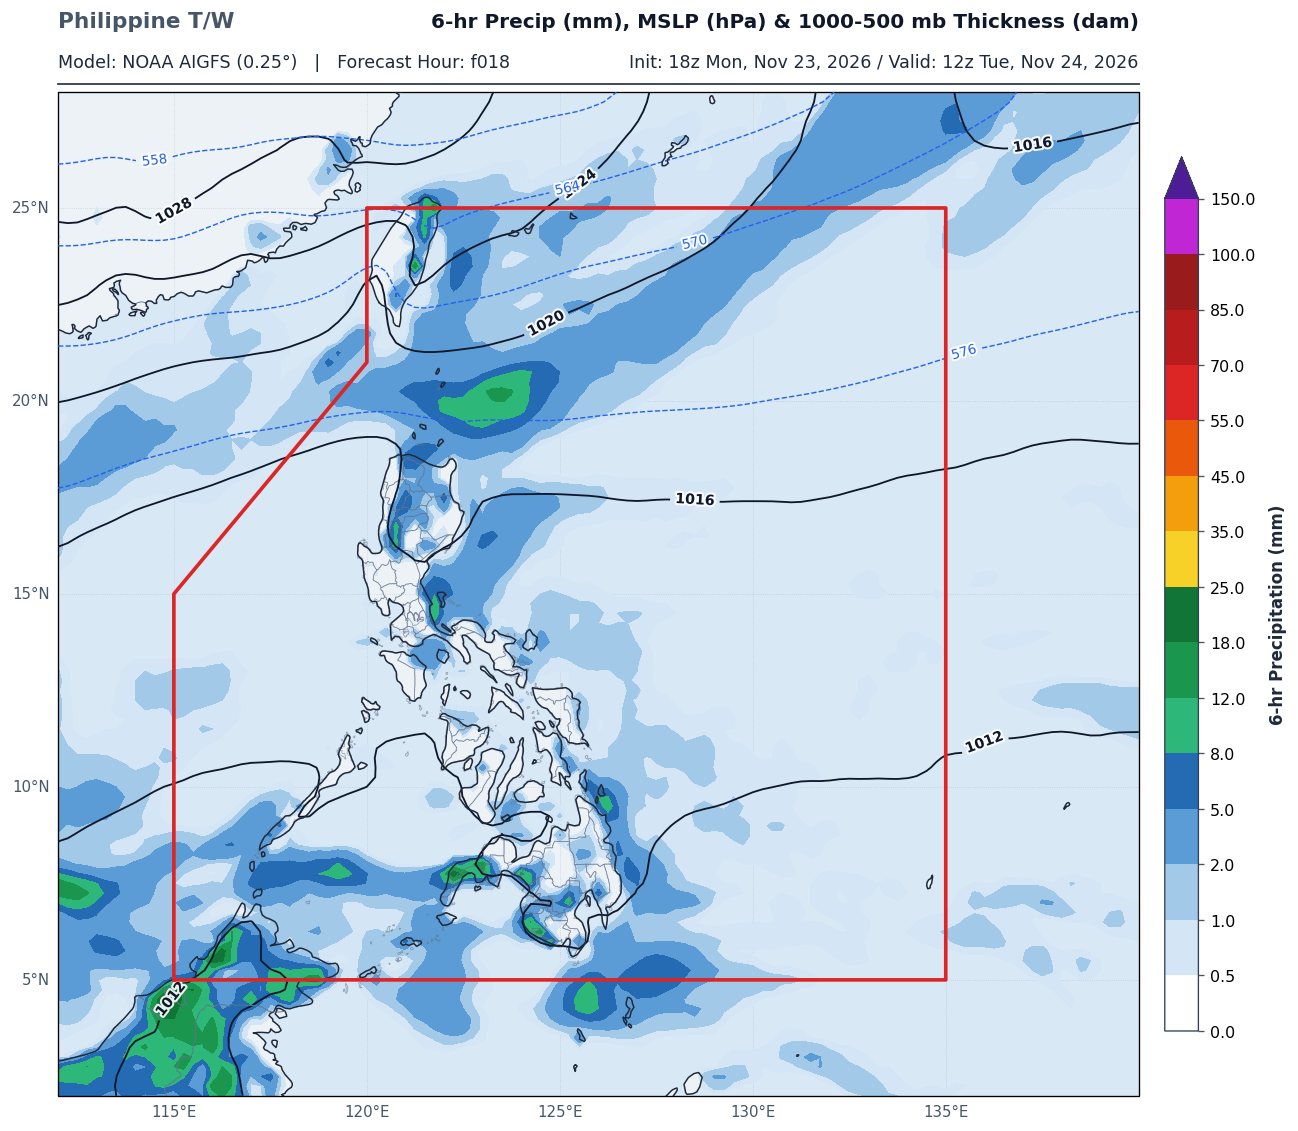 Philippine T/W
6-hr Precip (mm), MSLP (hPa) & 1000-500 mb Thickness (dam)
Model: NOAA AIGFS (0.25°) | Forecast Hour: f018
Init: 18z Mon, Nov 23, 2026 / Valid: 12z Tue, Nov 24, 2026
558
1016
564
1028
570
1020
576
1016
1012
1012
25°N
20°N
15°N
10°N
5°N
115°E
120°E
125°E
130°E
135°E
150.0
100.0
85.0
70.0
55.0
45.0
35.0
25.0
18.0
12.0
8.0
5.0
2.0
1.0
0.5
0.0
6-hr Precipitation (mm)